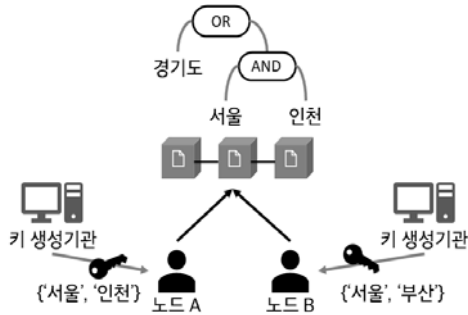 OR
경기도
AND
서울
인천
키 생성기관
키 생성기관
{‘서울’, ‘인천’}
노드 A
노드 B
{‘서울’, ‘부산’}